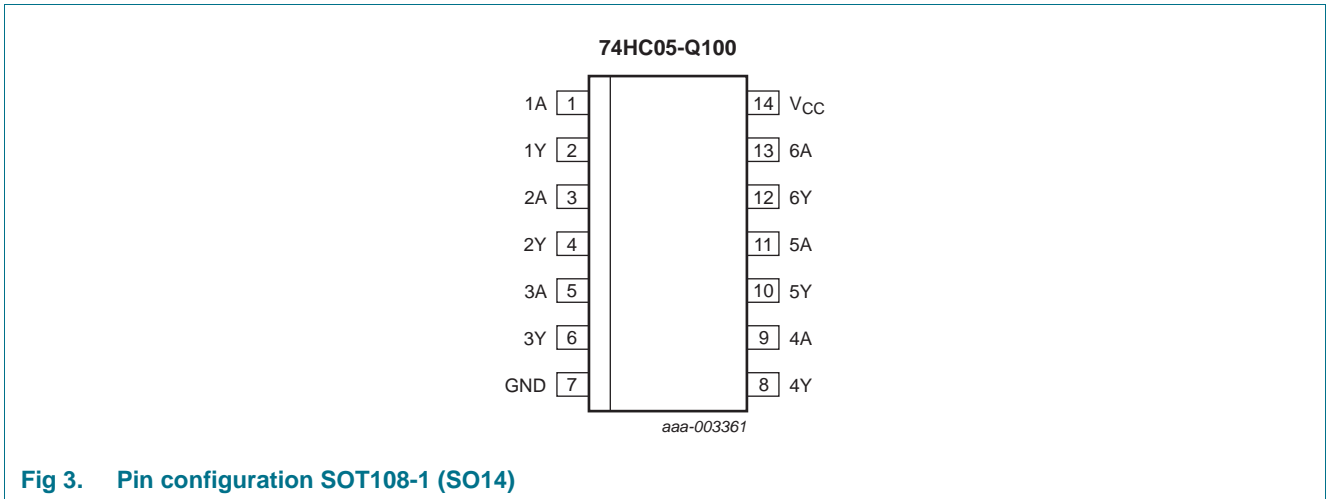 74HC05-Q100
1A 1 14 VCC
1Y 2 13 6A
2A 3 12 6Y
2Y 4 11 5A
3A 5 10 5Y
3Y 6 9 4A
GND 7 8 4Y
aaa-003361
Fig 3. Pin configuration SOT108-1 (SO14)